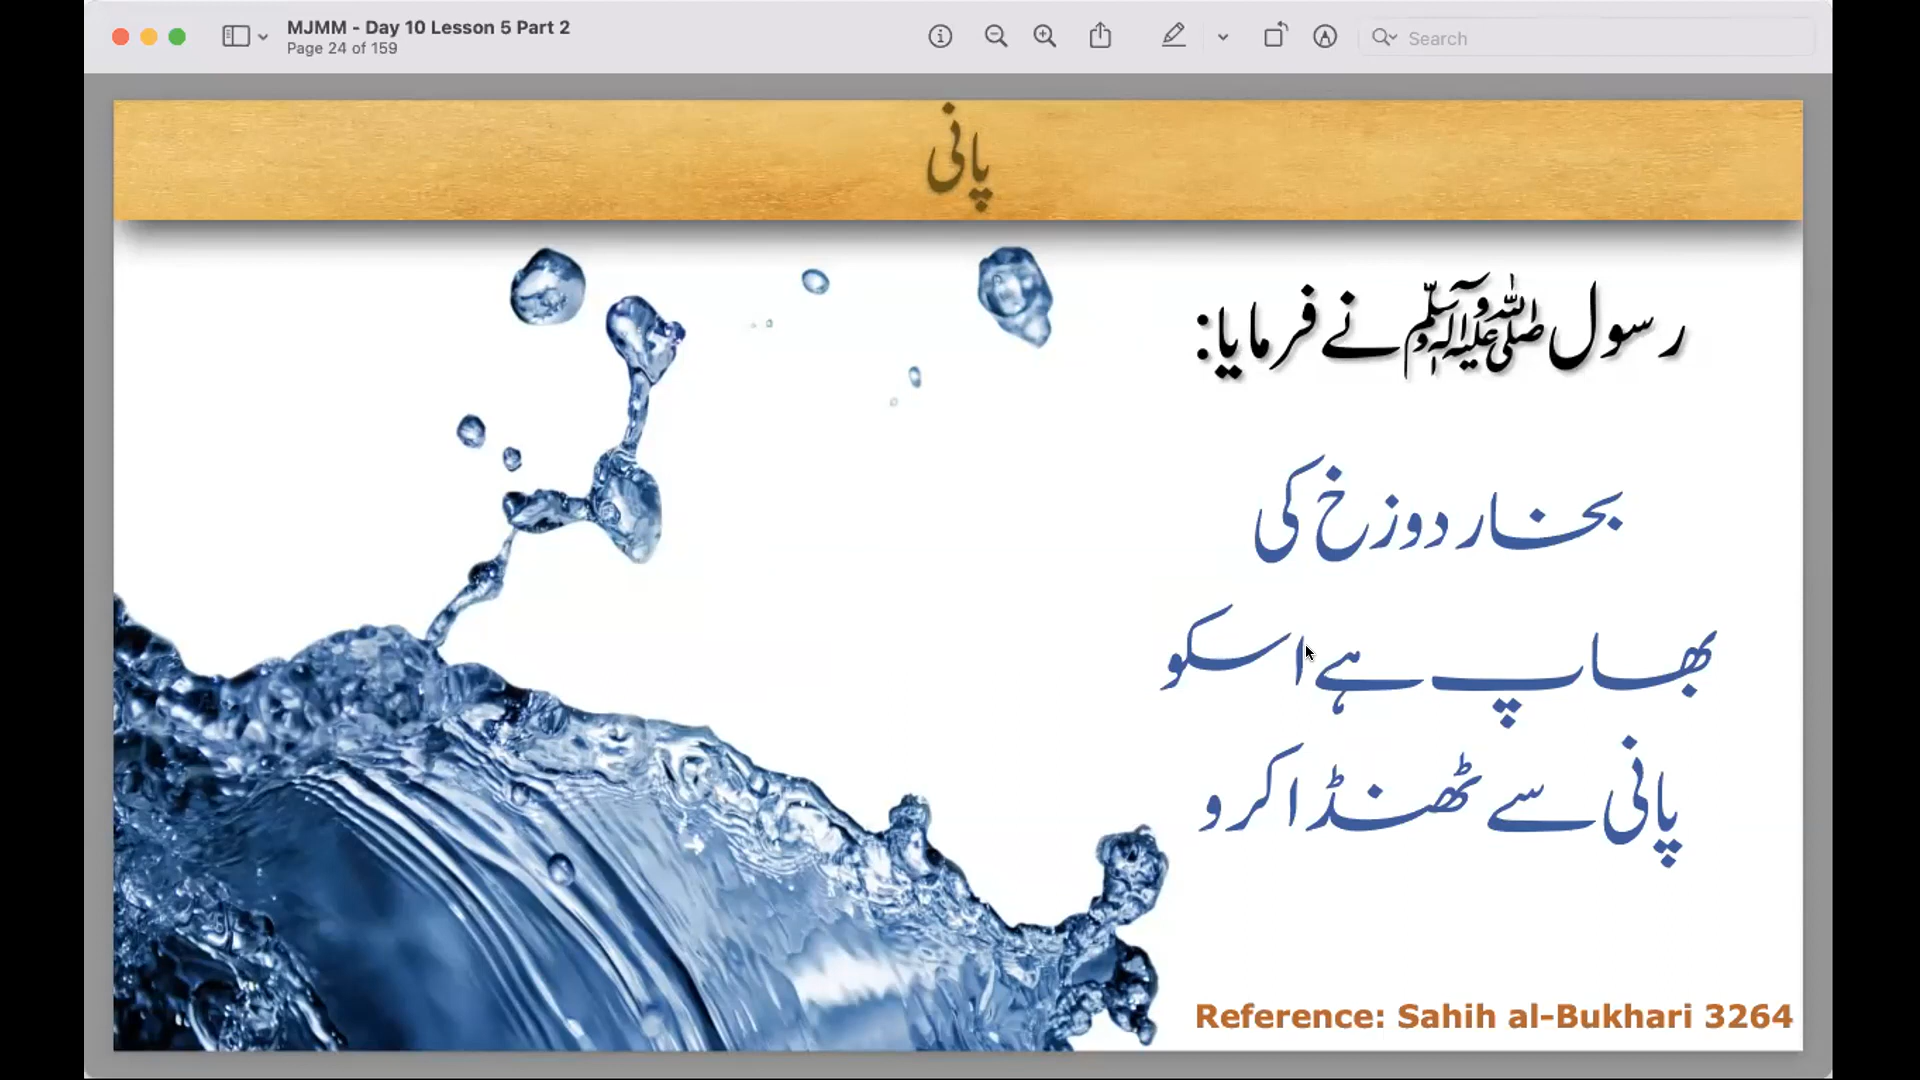 MJMM - Day 10 Lesson 5 Part 2
Page 24 of 159
Search
پانی
رسول ﷺ نے فرمایا:
بخار دوزخ کی
بھاپ ہے اسکو
پانی سے ٹھنڈا کرو
Reference: Sahih al-Bukhari 3264